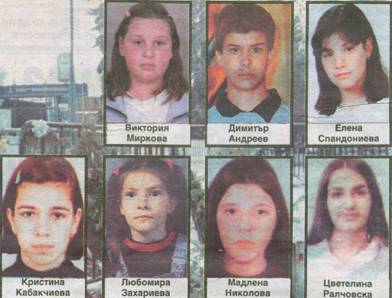 Виктория
Миркова
Димитър
Андреев
Елена
Спандониева
Кристина
Кабакчиева
Любомира
Захариева
Мадлена
Николова
Цветелина
Ралчовска